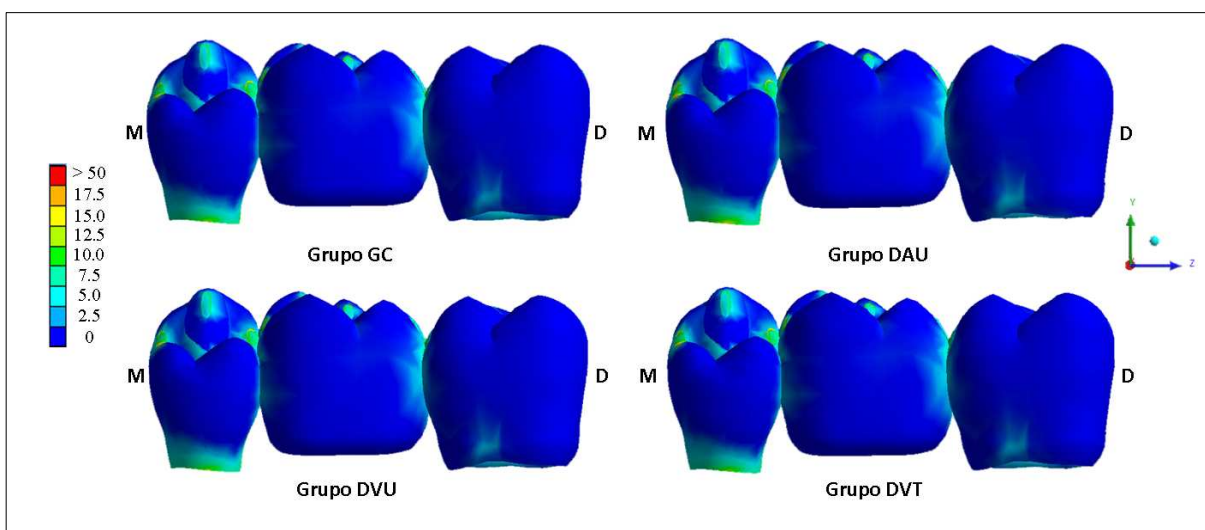 M
D
M
D
> 50
17.5
15.0
12.5
10.0
7.5
5.0
2.5
0
Grupo GC
Grupo DAU
Y
Z
M
D
M
D
Grupo DVU
Grupo DVT